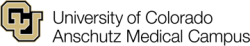 University of Colorado
Anschutz Medical Campus